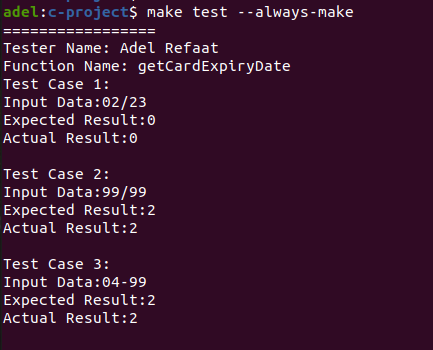 adel:c-project$ make test --always-make
=================
Tester Name: Adel Refaat
Function Name: getCardExpiryDate
Test Case 1:
Input Data:02/23
Expected Result:0
Actual Result:0
Test Case 2:
Input Data:99/99
Expected Result:2
Actual Result:2
Test Case 3:
Input Data:04-99
Expected Result:2
Actual Result:2